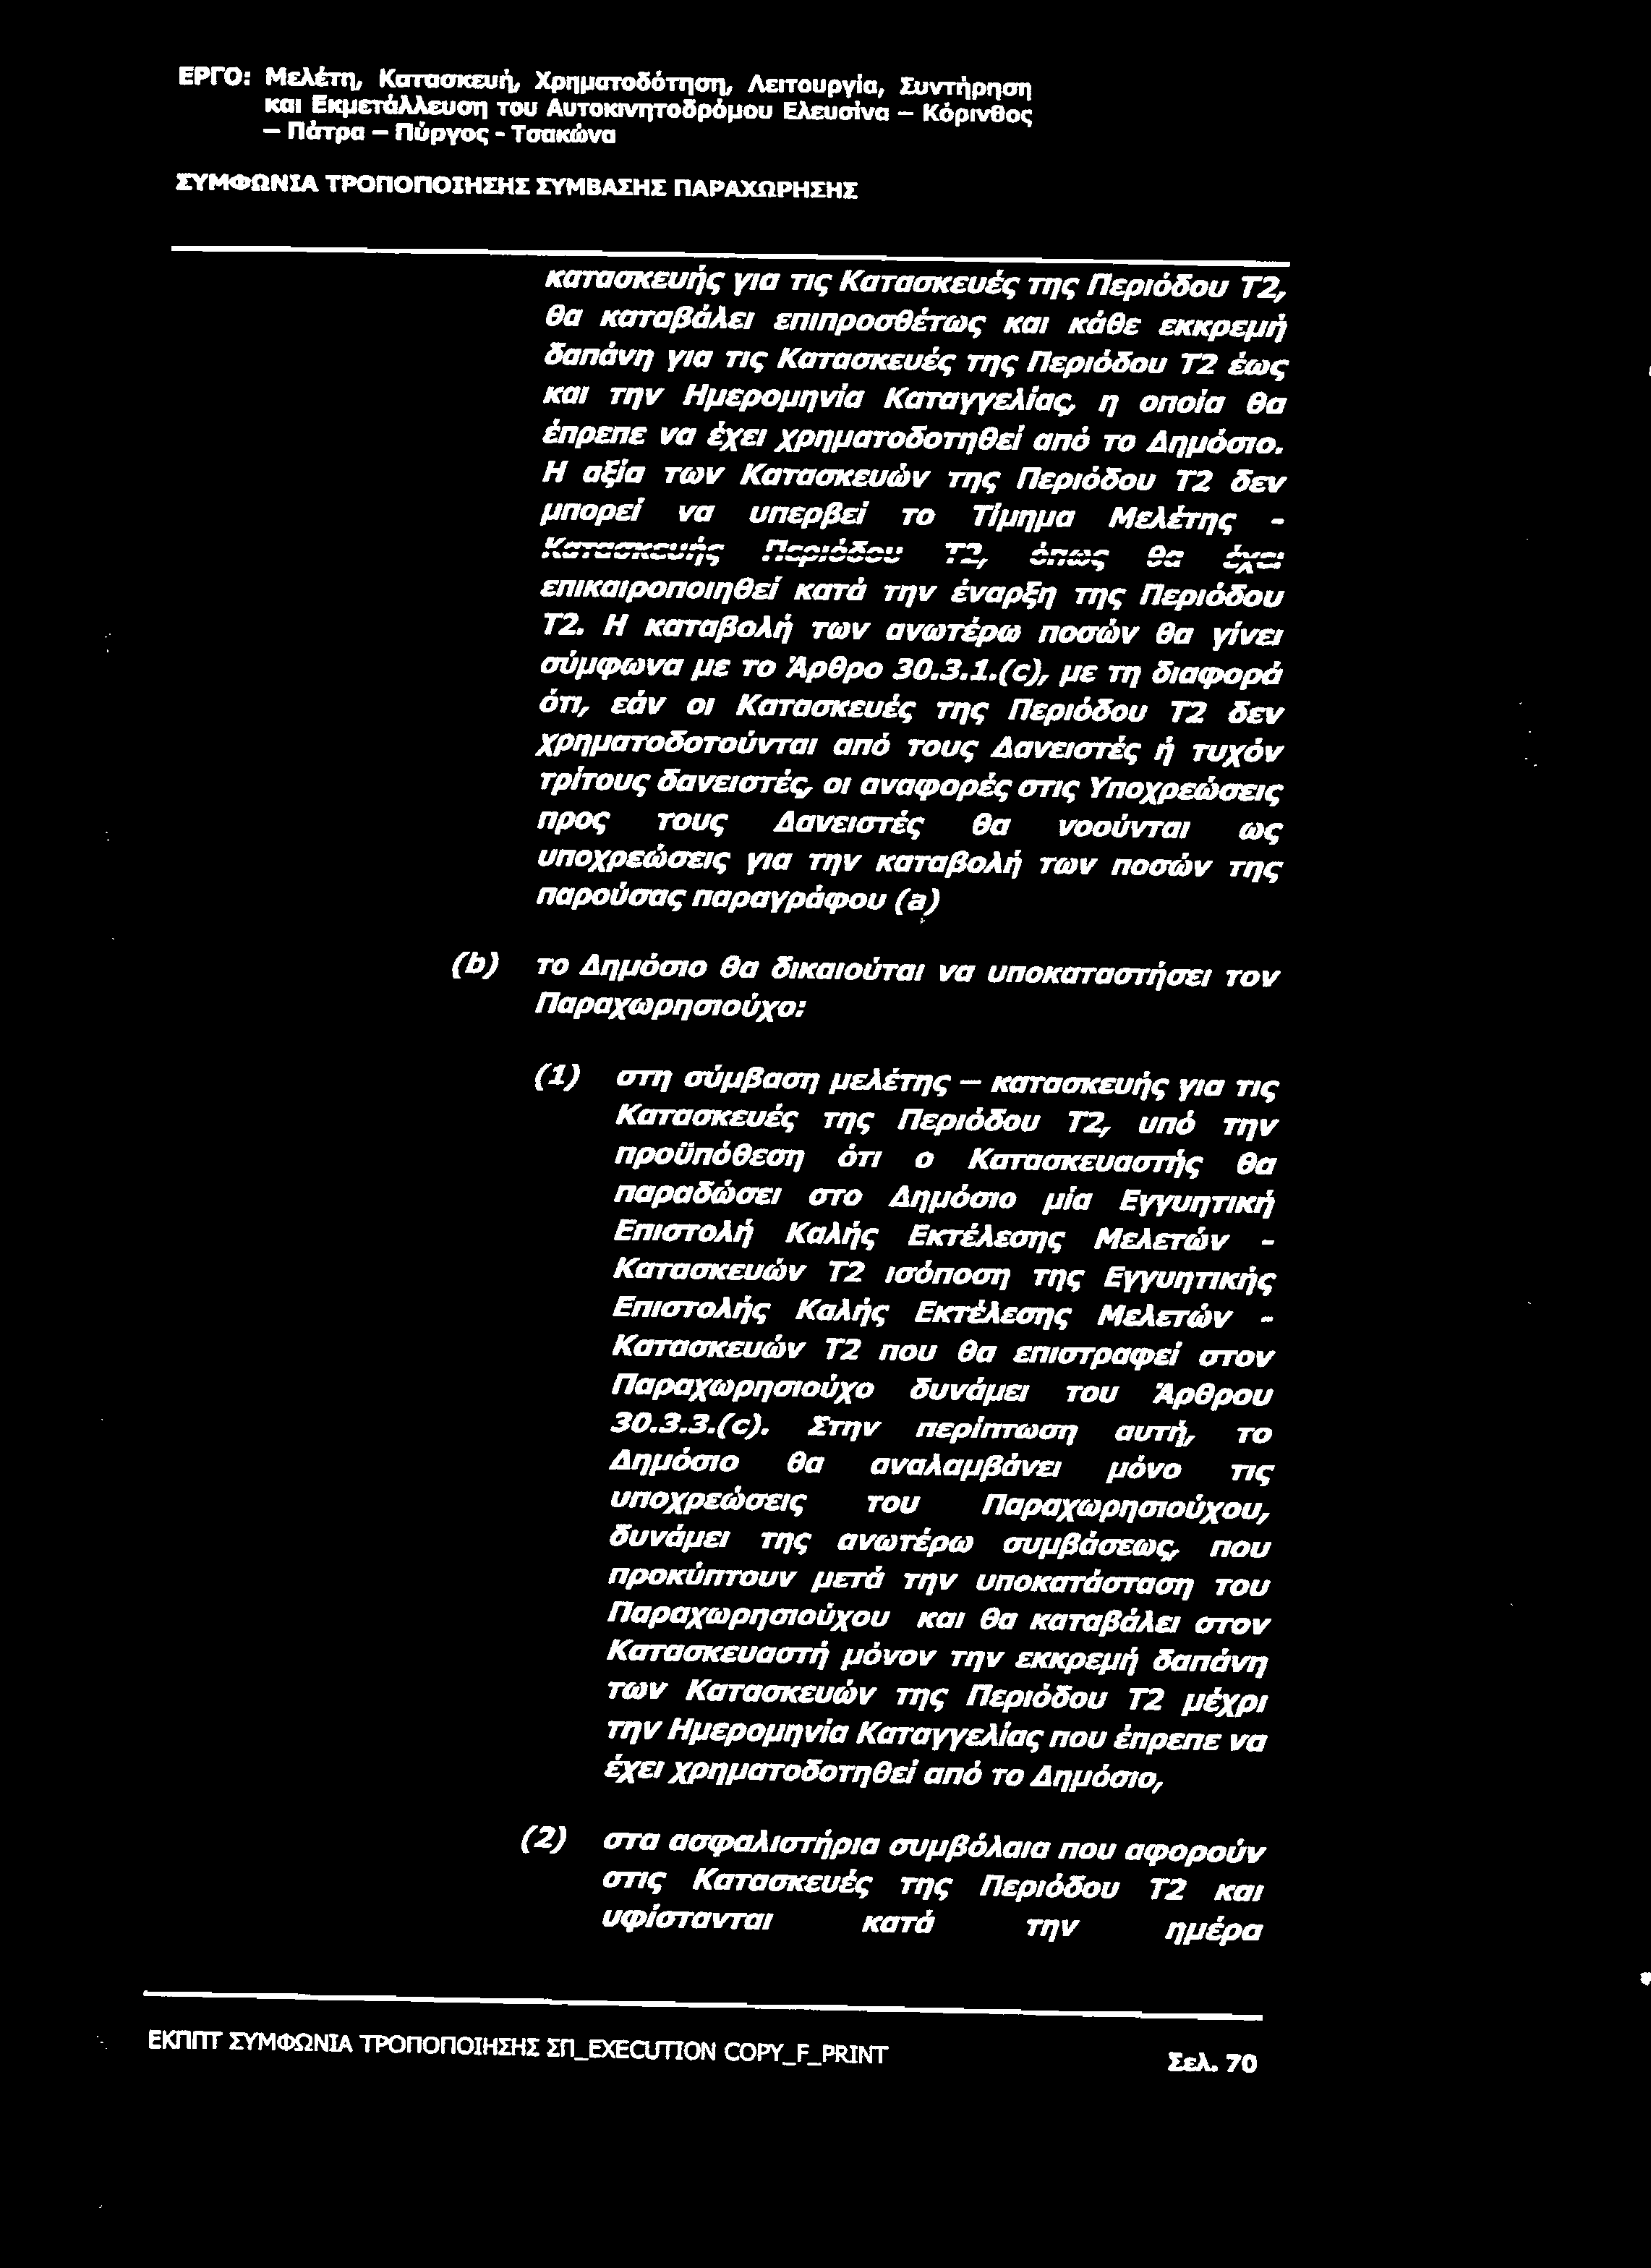 ΕΡΓΟ: Μελέτη, Κατασκευή, Χρηματοδότηση, Λειτουργία, Συντήρηση
και Εκμετάλλευση του Αυτοκινητοδρόμου Ελευσίνα – Κόρινθος
– Πάτρα – Πύργος - Τσακώνα
ΣΥΜΦΩΝΙΑ ΤΡΟΠΟΠΟΙΗΣΗΣ ΣΥΜΒΑΣΗΣ ΠΑΡΑΧΩΡΗΣΗΣ
κατασκευής για τις Κατασκευές της Περιόδου Τ2,
θα καταβάλει επιπροσθέτως και κάθε εκκρεμή
δαπάνη για τις Κατασκευές της Περιόδου Τ2 έως
και την Ημερομηνία Καταγγελίας, η οποία θα
έπρεπε να έχει χρηματοδοτηθεί από το Δημόσιο.
Η αξία των Κατασκευών της Περιόδου Τ2 δεν
μπορεί να υπερβεί το Τίμημα Μελέτης -
Κατασκευής Περιόδου Τ2, όπως θα έχει
επικαιροποιηθεί κατά την έναρξη της Περιόδου
Τ2. Η καταβολή των ανωτέρω ποσών θα γίνει
σύμφωνα με το Άρθρο 30.3.1.(c), με τη διαφορά
ότι, εάν οι Κατασκευές της Περιόδου Τ2 δεν
χρηματοδοτούνται από τους Δανειστές ή τυχόν
τρίτους δανειστές, οι αναφορές στις Υποχρεώσεις
προς τους Δανειστές θα νοούνται ως
υποχρεώσεις για την καταβολή των ποσών της
παρούσας παραγράφου (a)
(b) το Δημόσιο θα δικαιούται να υποκαταστήσει τον
Παραχωρησιούχο:
(1) στη σύμβαση μελέτης – κατασκευής για τις
Κατασκευές της Περιόδου Τ2, υπό την
προϋπόθεση ότι ο Κατασκευαστής θα
παραδώσει στο Δημόσιο μία Εγγυητική
Επιστολή Καλής Εκτέλεσης Μελετών -
Κατασκευών Τ2 ισόποση της Εγγυητικής
Επιστολής Καλής Εκτέλεσης Μελετών -
Κατασκευών Τ2 που θα επιστραφεί στον
Παραχωρησιούχο δυνάμει του Άρθρου
30.3.3.(c). Στην περίπτωση αυτή, το
Δημόσιο θα αναλαμβάνει μόνο τις
υποχρεώσεις του Παραχωρησιούχου,
δυνάμει της ανωτέρω συμβάσεως, που
προκύπτουν μετά την υποκατάσταση του
Παραχωρησιούχου και θα καταβάλει στον
Κατασκευαστή μόνον την εκκρεμή δαπάνη
των Κατασκευών της Περιόδου Τ2 μέχρι
την Ημερομηνία Καταγγελίας που έπρεπε να
έχει χρηματοδοτηθεί από το Δημόσιο,
(2) στα ασφαλιστήρια συμβόλαια που αφορούν
στις Κατασκευές της Περιόδου Τ2 και
υφίστανται κατά την ημέρα
ΕΚΠΠΤ ΣΥΜΦΩΝΙΑ ΤΡΟΠΟΠΟΙΗΣΗΣ ΣΠ_EXECUTION COPY_F_PRINT
Σελ. 70